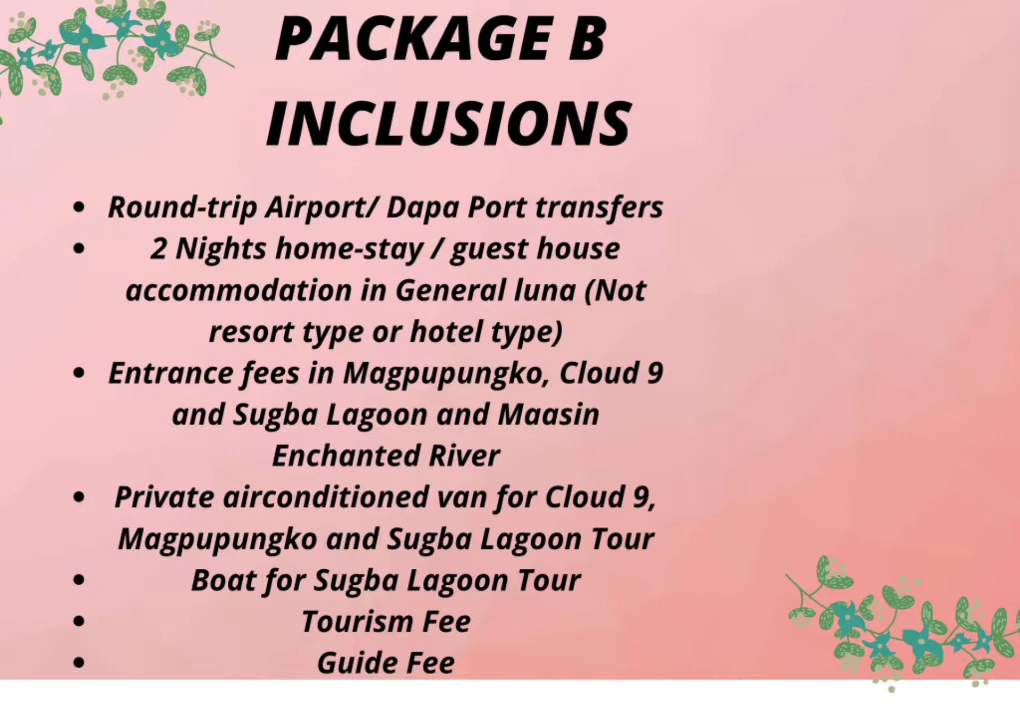 PACKAGE B
INCLUSIONS
• Round-trip Airport/ Dapa Port transfers
• 2 Nights home-stay / guest house
accommodation in General luna (Not
resort type or hotel type)
• Entrance fees in Magpupungko, Cloud 9
and Sugba Lagoon and Maasin
Enchanted River
• Private airconditioned van for Cloud 9,
Magpupungko and Sugba Lagoon Tour
• Boat for Sugba Lagoon Tour
• Tourism Fee
• Guide Fee